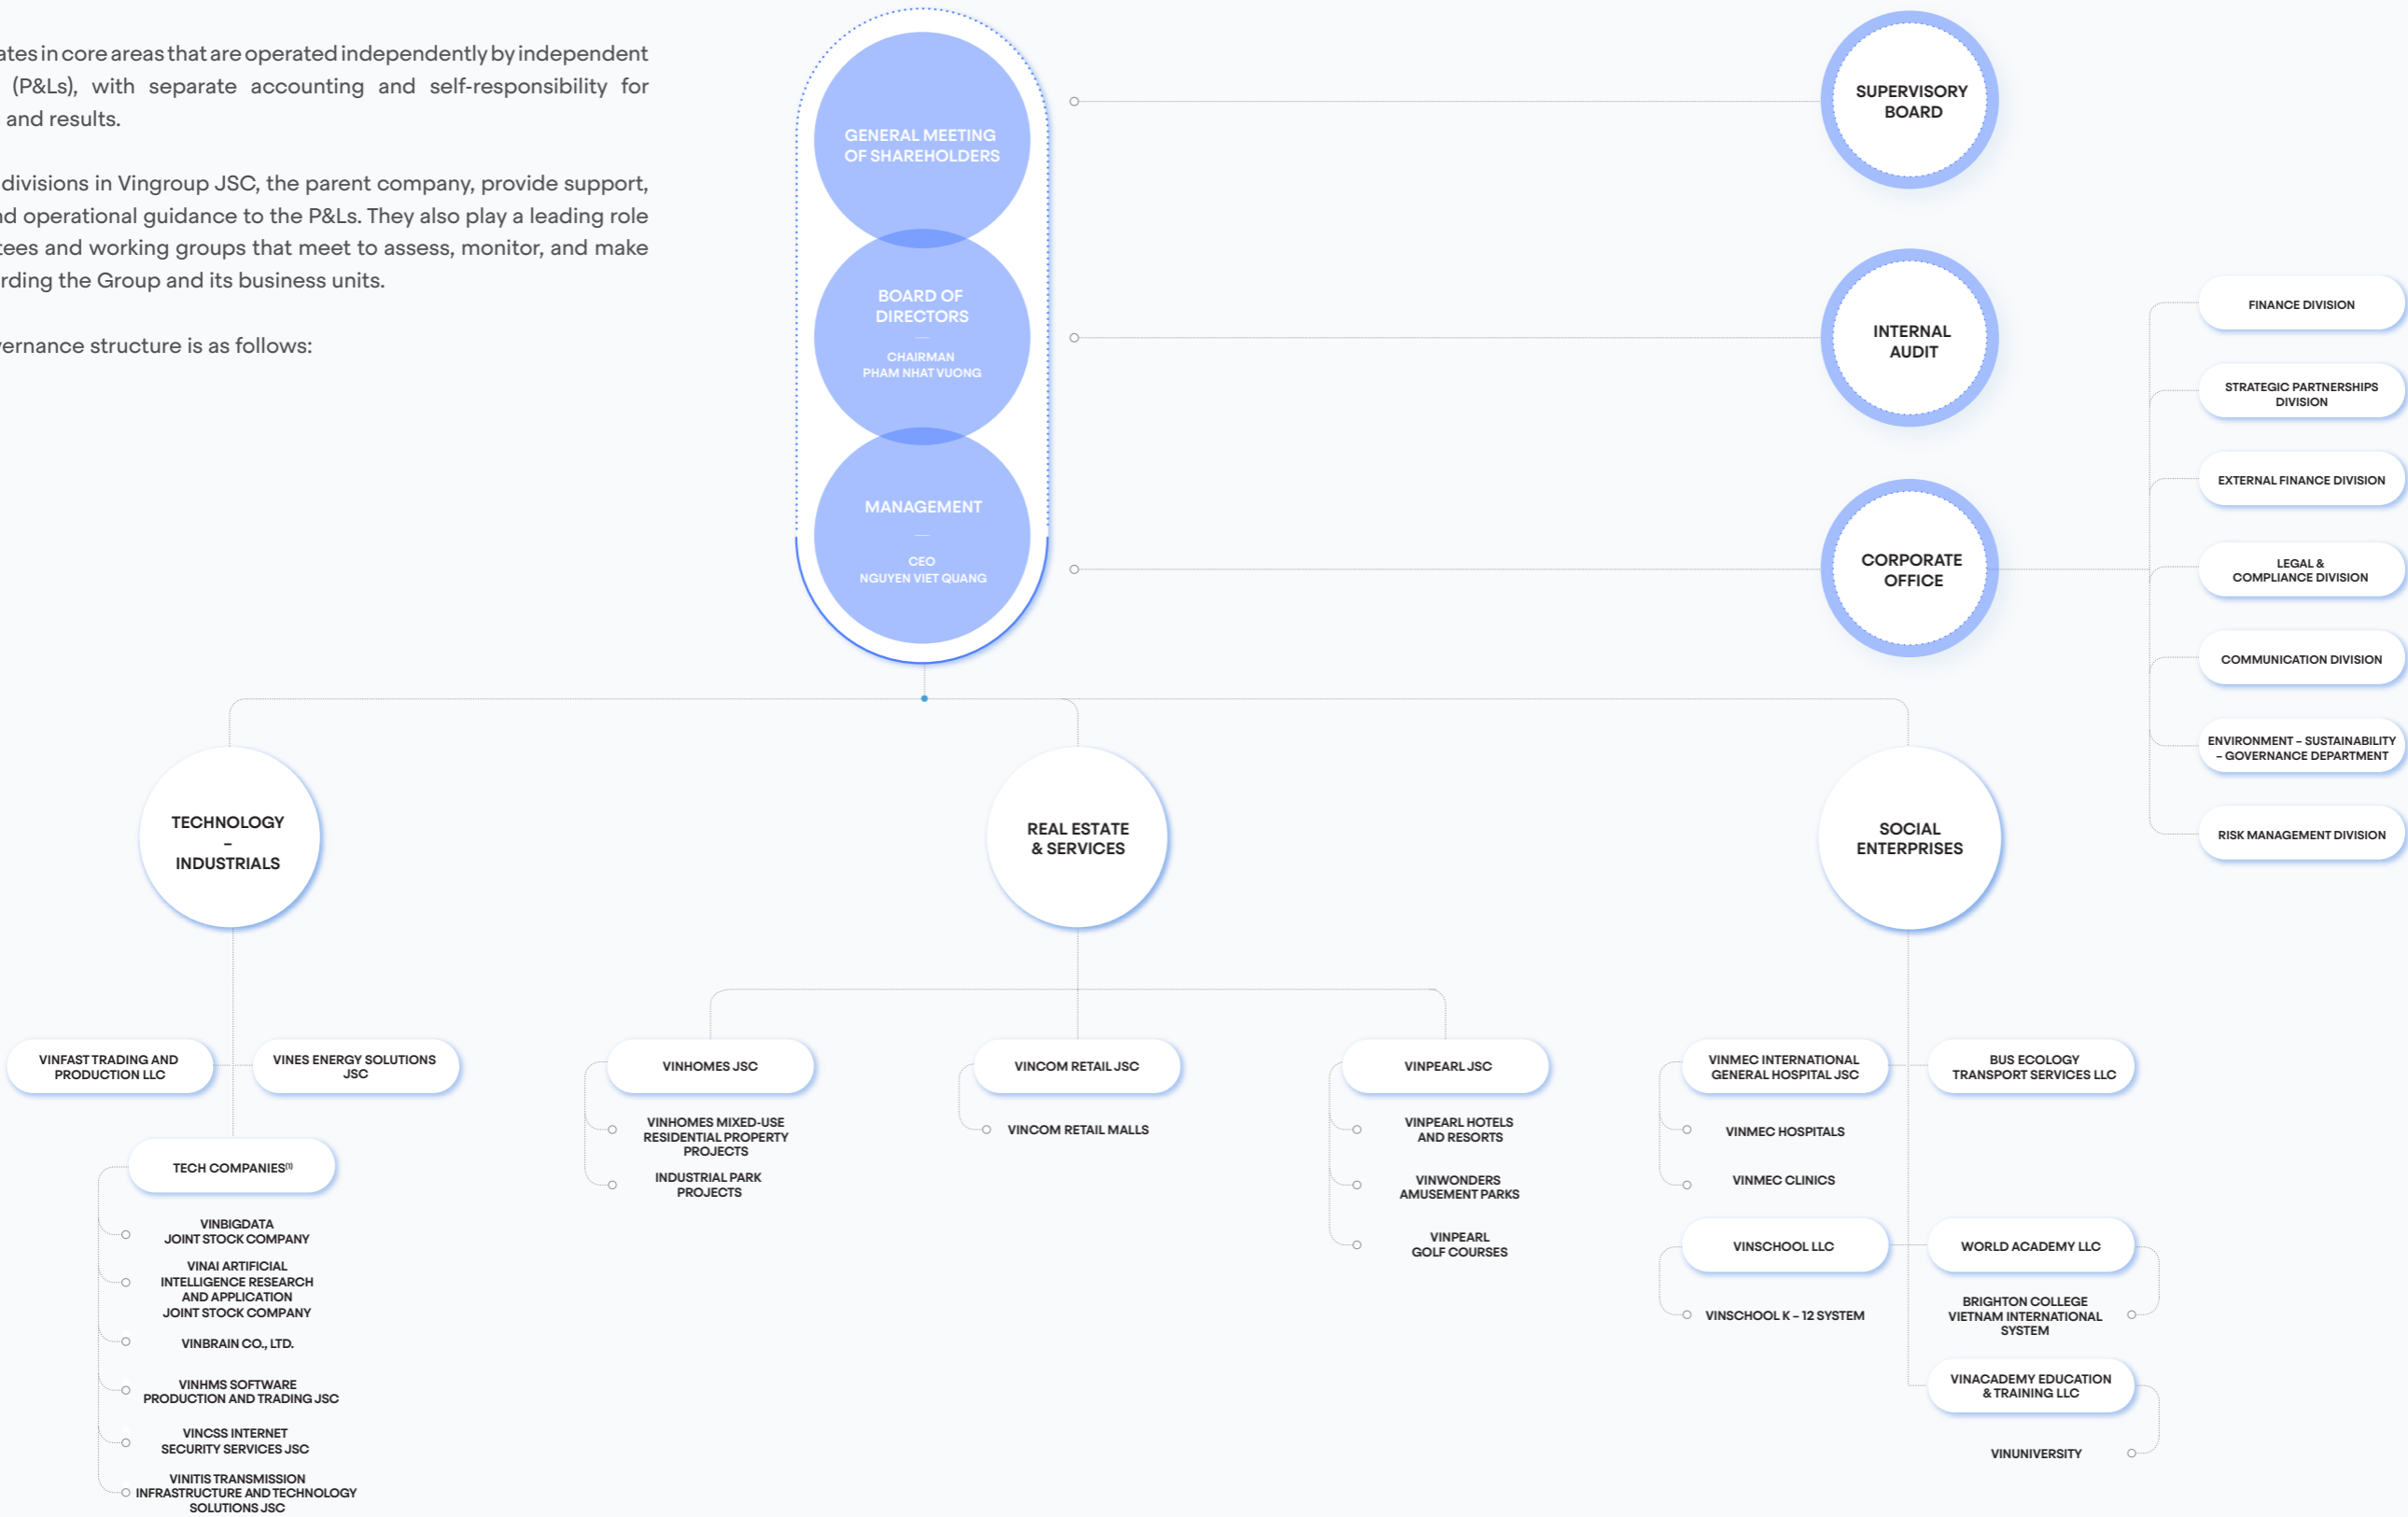 ates in core areas that are operated independently by independent
(P&Ls), with separate accounting and self-responsibility for
and results.
divisions in Vingroup JSC, the parent company, provide support,
nd operational guidance to the P&Ls. They also play a leading role
tees and working groups that meet to assess, monitor, and make
rding the Group and its business units.
vernance structure is as follows:
GENERAL MEETING
OF SHAREHOLDERS
BOARD OF
DIRECTORS
CHAIRMAN
PHAM NHAT VUONG
MANAGEMENT
CEO
NGUYEN VIET QUANG
SUPERVISORY
BOARD
INTERNAL
AUDIT
CORPORATE
OFFICE
FINANCE DIVISION
STRATEGIC PARTNERSHIPS
DIVISION
EXTERNAL FINANCE DIVISION
LEGAL &
COMPLIANCE DIVISION
COMMUNICATION DIVISION
ENVIRONMENT – SUSTAINABILITY
– GOVERNANCE DEPARTMENT
RISK MANAGEMENT DIVISION
TECHNOLOGY
–
INDUSTRIALS
VINFAST TRADING AND
PRODUCTION LLC
VINES ENERGY SOLUTIONS
JSC
TECH COMPANIES(1)
VINBIGDATA
JOINT STOCK COMPANY
VINAI ARTIFICIAL
INTELLIGENCE RESEARCH
AND APPLICATION
JOINT STOCK COMPANY
VINBRAIN CO., LTD.
VINHMS SOFTWARE
PRODUCTION AND TRADING JSC
VINCSS INTERNET
SECURITY SERVICES JSC
VINITIS TRANSMISSION
INFRASTRUCTURE AND TECHNOLOGY
SOLUTIONS JSC
REAL ESTATE
& SERVICES
VINHOMES JSC
VINHOMES MIXED-USE
RESIDENTIAL PROPERTY
PROJECTS
INDUSTRIAL PARK
PROJECTS
VINCOM RETAIL JSC
VINCOM RETAIL MALLS
VINPEARL JSC
VINPEARL HOTELS
AND RESORTS
VINWONDERS
AMUSEMENT PARKS
VINPEARL
GOLF COURSES
SOCIAL
ENTERPRISES
VINMEC INTERNATIONAL
GENERAL HOSPITAL JSC
VINMEC HOSPITALS
VINMEC CLINICS
BUS ECOLOGY
TRANSPORT SERVICES LLC
VINSCHOOL LLC
VINSCHOOL K – 12 SYSTEM
WORLD ACADEMY LLC
BRIGHTON COLLEGE
VIETNAM INTERNATIONAL
SYSTEM
VINACADEMY EDUCATION
& TRAINING LLC
VINUNIVERSITY